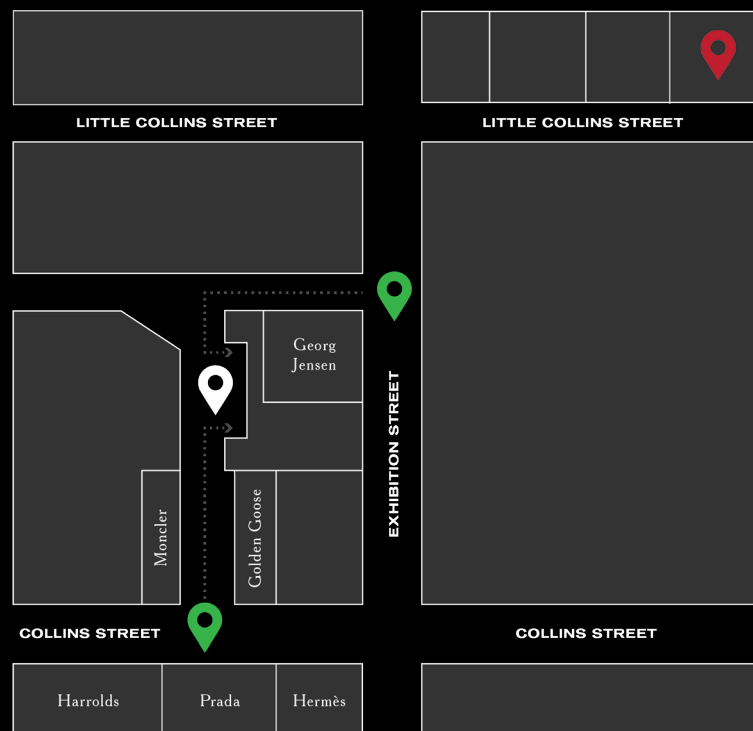 LITTLE COLLINS STREET
LITTLE COLLINS STREET
Georg
Jensen
EXHIBITION STREET
Moncler
Golden Goose
COLLINS STREET
COLLINS STREET
Harrolds
Prada
Hermès